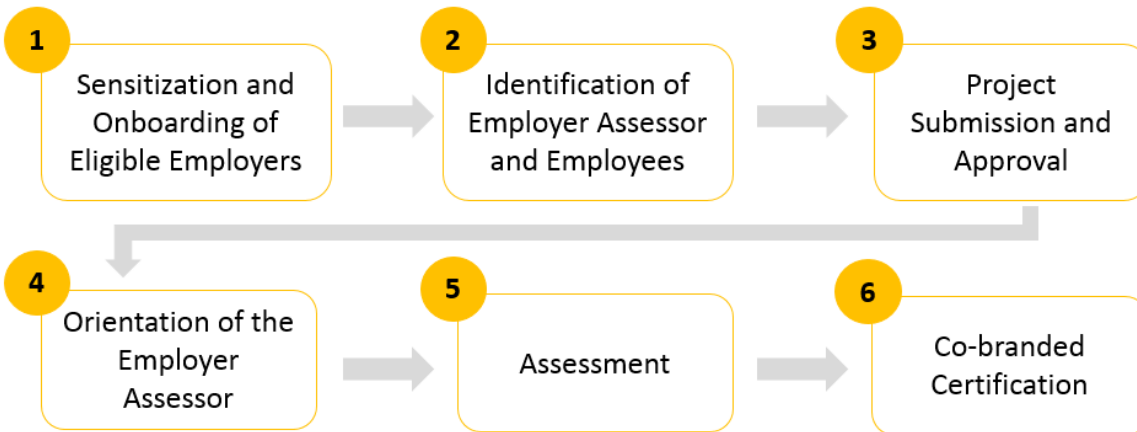 1
Sensitization and
Onboarding of
Eligible Employers
2
Identification of
Employer Assessor
and Employees
3
Project
Submission and
Approval
4
Orientation of the
Employer
Assessor
5
Assessment
6
Co-branded
Certification